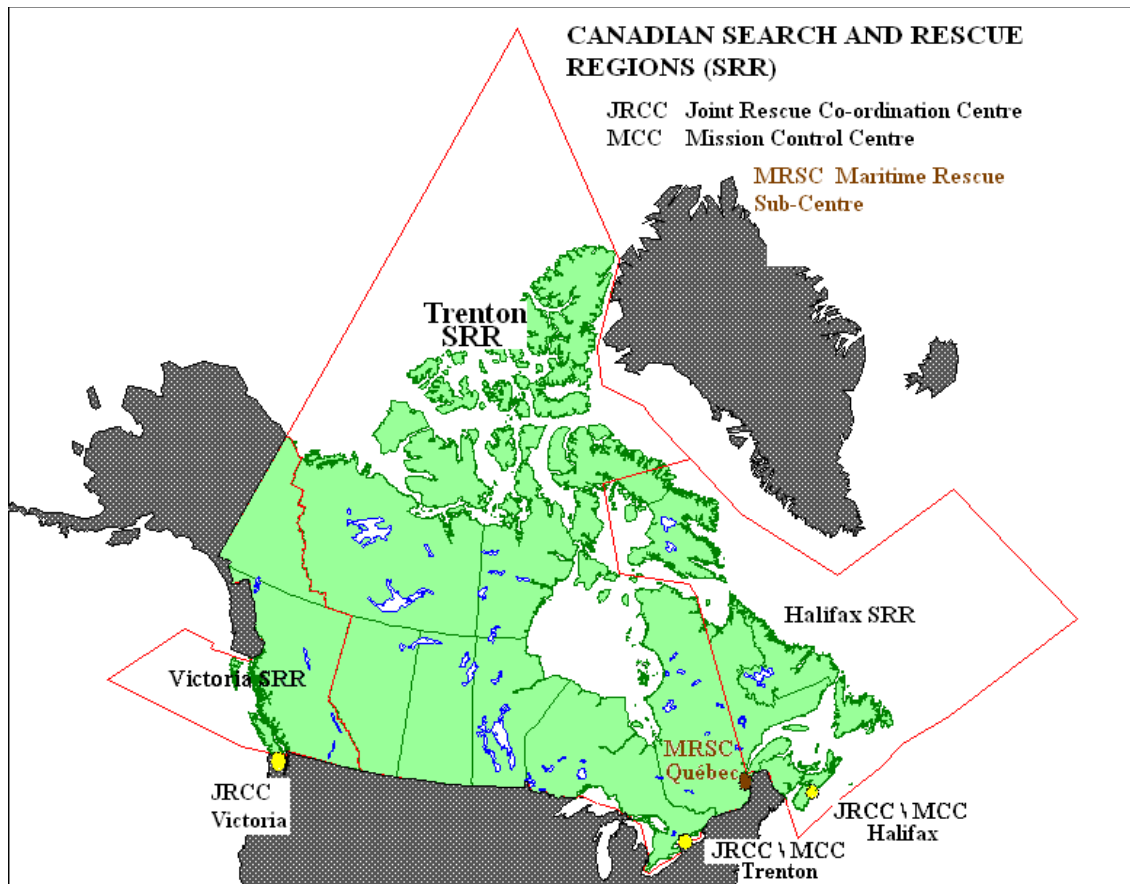 CANADIAN SEARCH AND RESCUE
REGIONS (SRR)
JRCC Joint Rescue Co-ordination Centre
MCC Mission Control Centre
MRSC Maritime Rescue
Sub-Centre
Trenton
SRR
Halifax SRR
Victoria SRR
MRSC
Québec
JRCC
Victoria
JRCC \ MCC
Halifax
JRCC \ MCC
Trenton